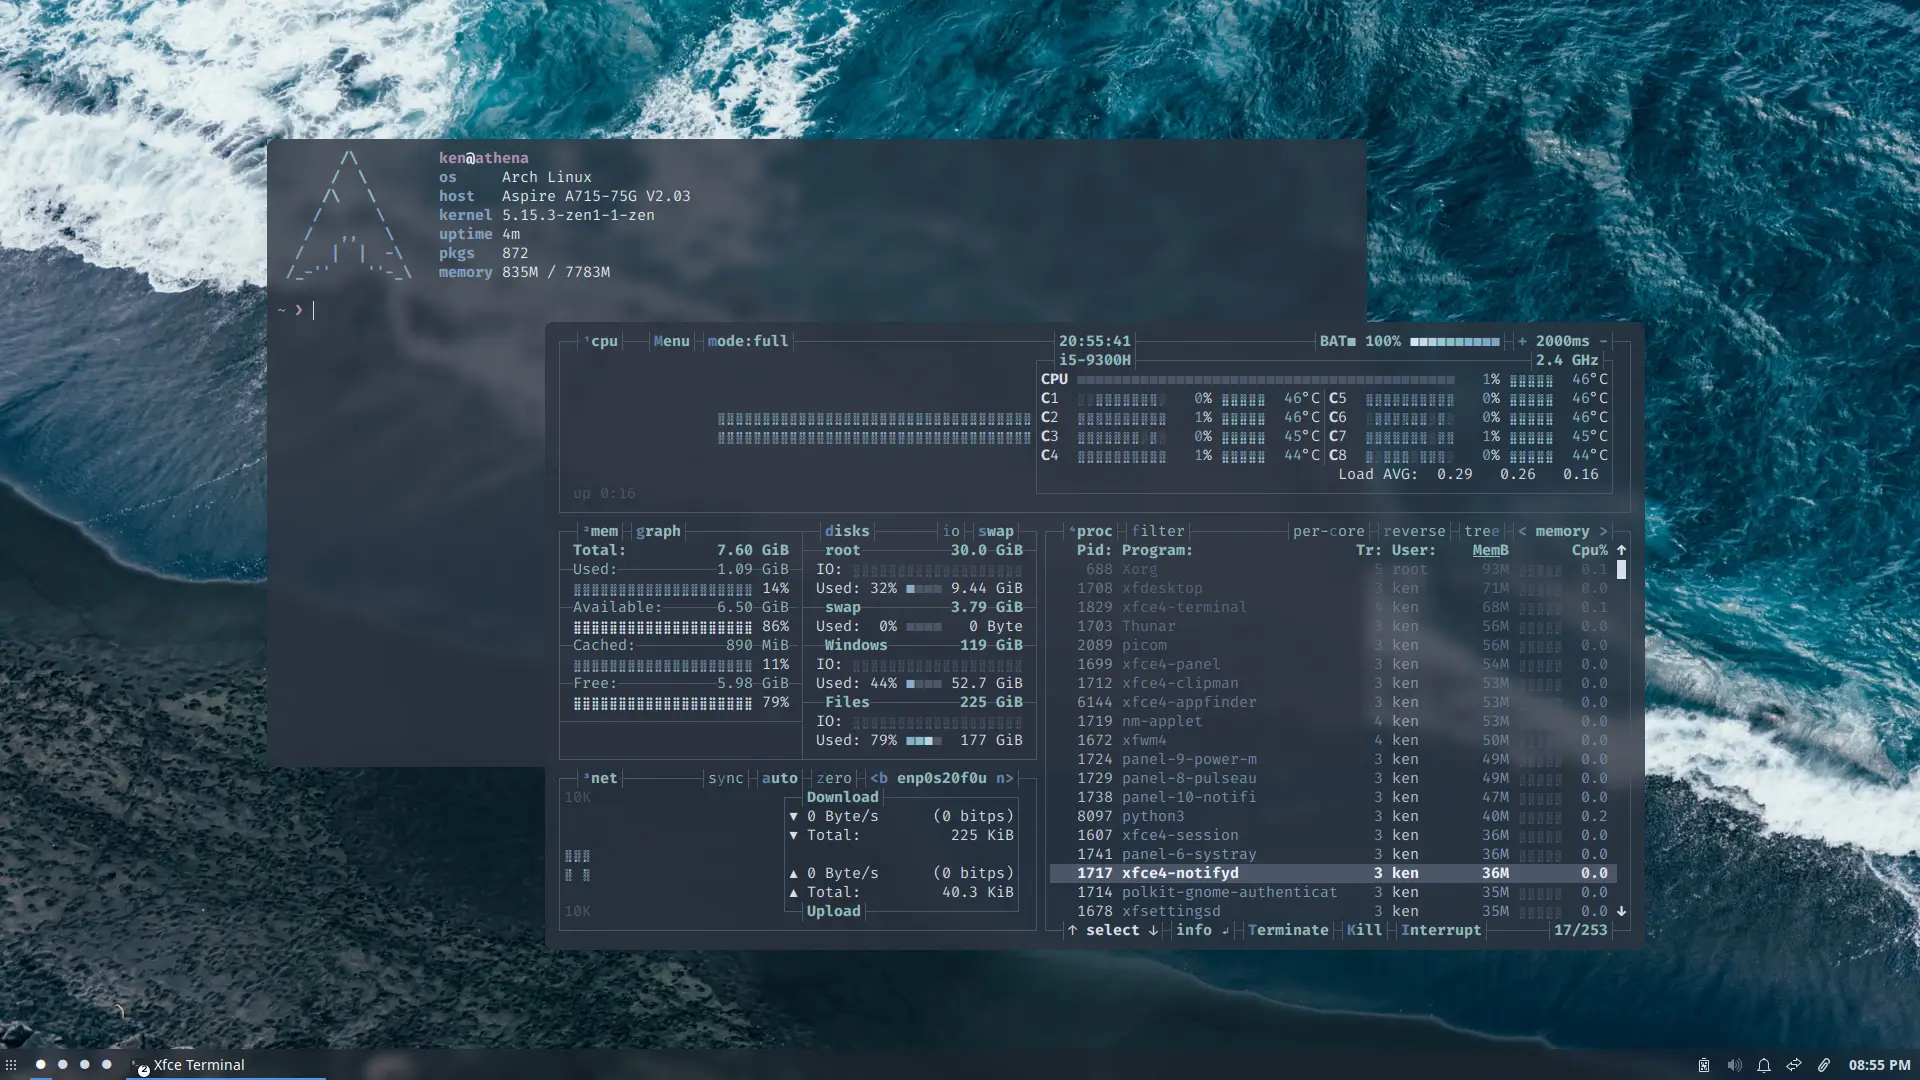 ken@athena
os Arch Linux
host Aspire A715-75G V2.03
kernel 5.15.3-zen1-1-zen
uptime 4m
pkgs 872
memory 835M / 7783M
~ ❯
¹cpu Menu mode:full 20:55:41 BAT■ 100% + 2000ms -
i5-9300H 2.4 GHz
CPU 1% 46°C
C1 0% 46°C C5 0% 46°C
C2 1% 46°C C6 0% 46°C
C3 0% 45°C C7 1% 45°C
C4 1% 44°C C8 0% 44°C
Load AVG: 0.29 0.26 0.16
up 0:16
²mem graph
Total: 7.60 GiB
Used: 1.09 GiB
14%
Available: 6.50 GiB
86%
Cached: 890 MiB
11%
Free: 5.98 GiB
79%
disks io swap
root 30.0 GiB
IO:
Used: 32% 9.44 GiB
swap 3.79 GiB
Used: 0% 0 Byte
Windows 119 GiB
IO:
Used: 44% 52.7 GiB
Files 225 GiB
IO:
Used: 79% 177 GiB
³net sync auto zero <b enp0s20f0u n>
10K
Download
▼ 0 Byte/s (0 bitps)
▼ Total: 225 KiB
▲ 0 Byte/s (0 bitps)
▲ Total: 40.3 KiB
10K
Upload
⁴proc filter per-core reverse tree < memory >
Pid: Program: Tr: User: MemB Cpu% ↑
688 Xorg 5 root 93M 0.1
1708 xfdesktop 3 ken 71M 0.0
1829 xfce4-terminal 4 ken 68M 0.1
1703 Thunar 3 ken 56M 0.0
2089 picom 3 ken 56M 0.0
1699 xfce4-panel 3 ken 54M 0.0
1712 xfce4-clipman 3 ken 53M 0.0
6144 xfce4-appfinder 3 ken 53M 0.0
1719 nm-applet 4 ken 53M 0.0
1672 xfwm4 4 ken 50M 0.0
1724 panel-9-power-m 3 ken 49M 0.0
1729 panel-8-pulseau 3 ken 49M 0.0
1738 panel-10-notifi 3 ken 47M 0.0
8097 python3 3 ken 40M 0.2
1607 xfce4-session 3 ken 36M 0.0
1741 panel-6-systray 3 ken 36M 0.0
1717 xfce4-notifyd 3 ken 36M 0.0
1714 polkit-gnome-authenticat 3 ken 35M 0.0
1678 xfsettingsd 3 ken 35M 0.0 ↓
↑ select ↓ info ↲ Terminate Kill Interrupt 17/253
2 Xfce Terminal
08:55 PM